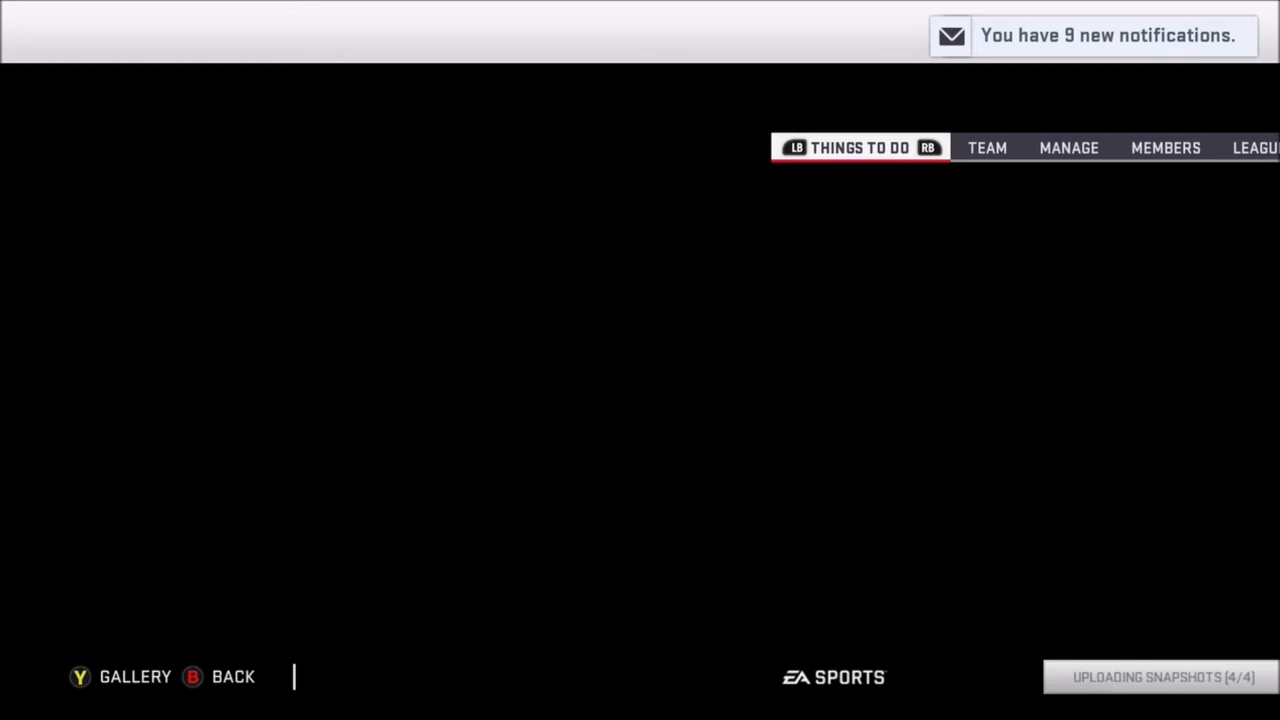 You have 9 new notifications.
LB THINGS TO DO RB TEAM MANAGE MEMBERS LEAGU
Y GALLERY B BACK
EA SPORTS
UPLOADING SNAPSHOTS (4/4)